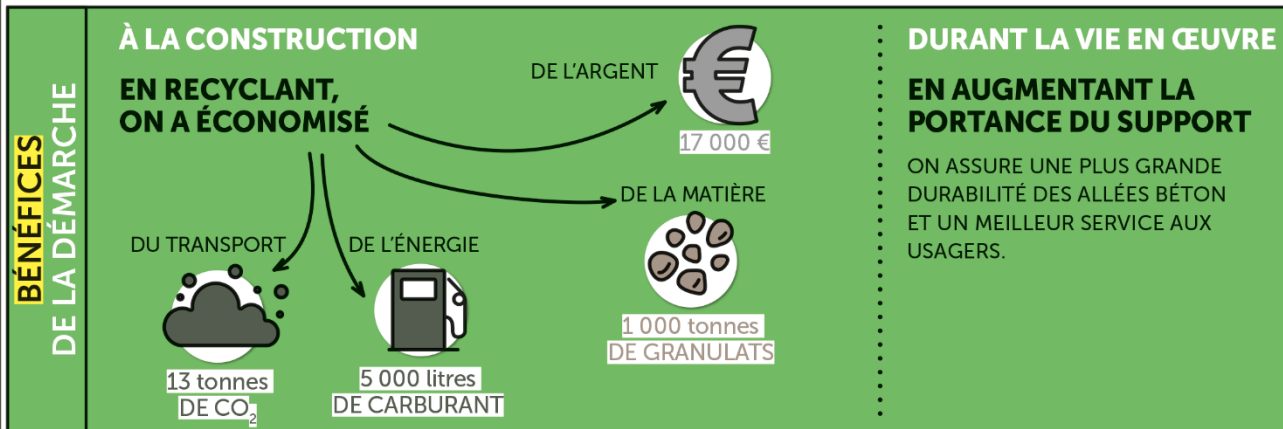 BÉNÉFICES
DE LA DÉMARCHE
À LA CONSTRUCTION
EN RECYCLANT,
ON A ÉCONOMISÉ
DE L’ARGENT
€
17 000 €
DE LA MATIÈRE
1 000 tonnes
DE GRANULATS
DU TRANSPORT
13 tonnes
DE CO₂
DE L’ÉNERGIE
5 000 litres
DE CARBURANT
DURANT LA VIE EN ŒUVRE
EN AUGMENTANT LA
PORTANCE DU SUPPORT
ON ASSURE UNE PLUS GRANDE
DURABILITÉ DES ALLÉES BÉTON
ET UN MEILLEUR SERVICE AUX
USAGERS.